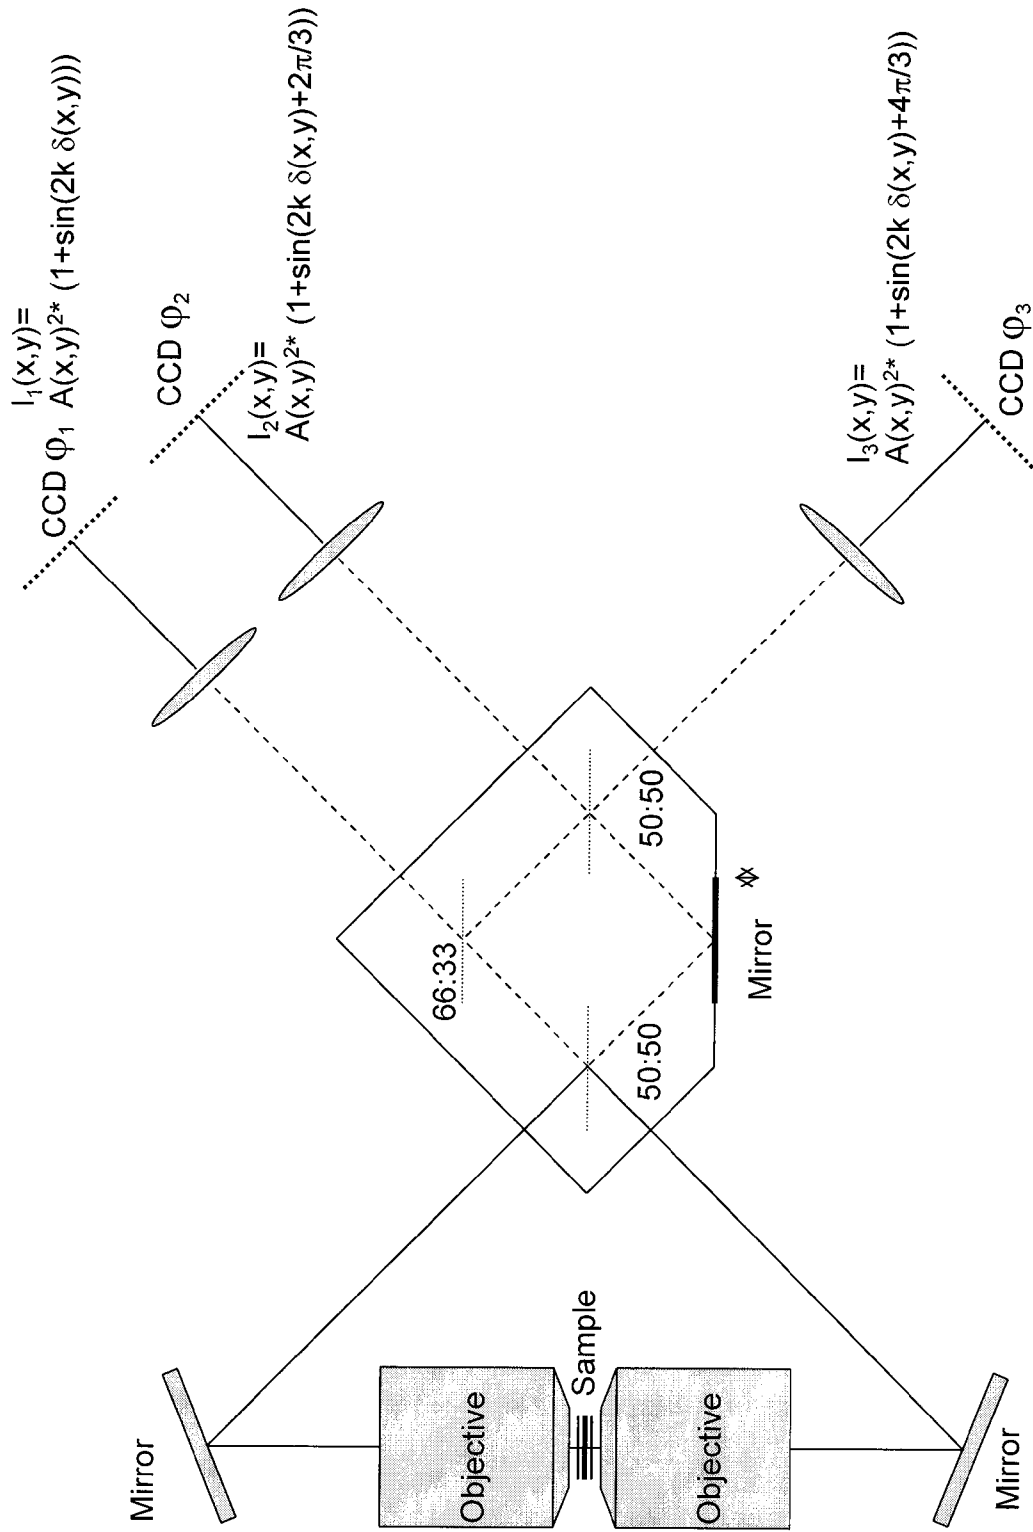 I₁(x,y)=
CCD φ₁ A(x,y)²* (1+sin(2k δ(x,y))))
CCD φ₂
I₂(x,y)=
A(x,y)²* (1+sin(2k δ(x,y)+2π/3))
I₃(x,y)=
A(x,y)²* (1+sin(2k δ(x,y)+4π/3))
CCD φ₃
66:33
50:50
50:50
Mirror
Mirror
Objective
Sample
Objective
Mirror